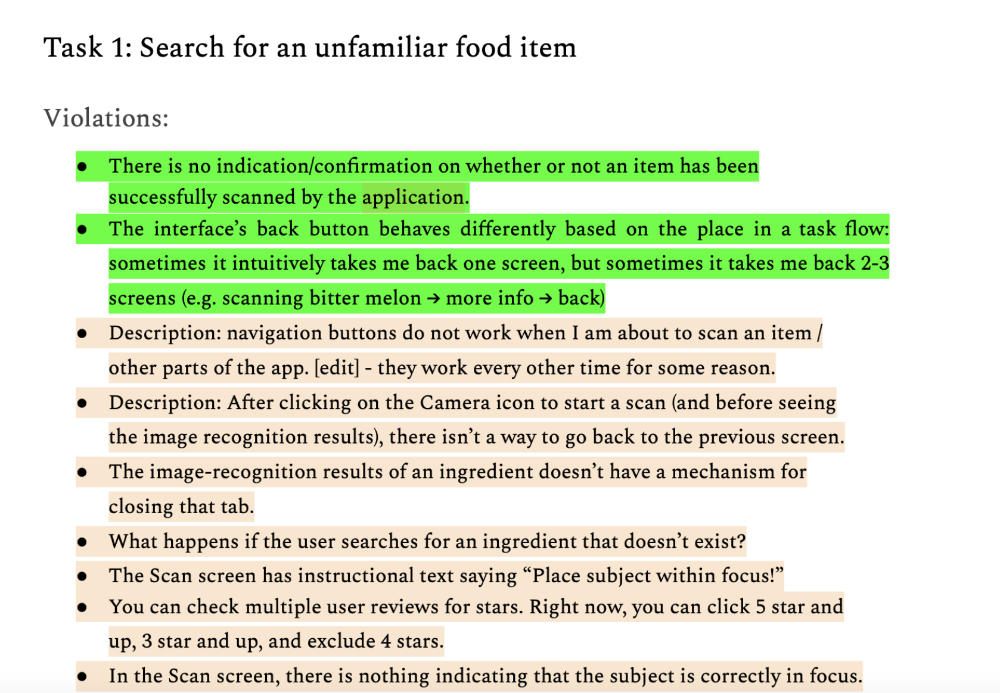 Task 1: Search for an unfamiliar food item
Violations:
● There is no indication/confirmation on whether or not an item has been
successfully scanned by the application.
● The interface’s back button behaves differently based on the place in a task flow:
sometimes it intuitively takes me back one screen, but sometimes it takes me back 2-3
screens (e.g. scanning bitter melon → more info → back)
● Description: navigation buttons do not work when I am about to scan an item /
other parts of the app. [edit] - they work every other time for some reason.
● Description: After clicking on the Camera icon to start a scan (and before seeing
the image recognition results), there isn’t a way to go back to the previous screen.
● The image-recognition results of an ingredient doesn’t have a mechanism for
closing that tab.
● What happens if the user searches for an ingredient that doesn’t exist?
● The Scan screen has instructional text saying “Place subject within focus!”
● You can check multiple user reviews for stars. Right now, you can click 5 star and
up, 3 star and up, and exclude 4 stars.
● In the Scan screen, there is nothing indicating that the subject is correctly in focus.